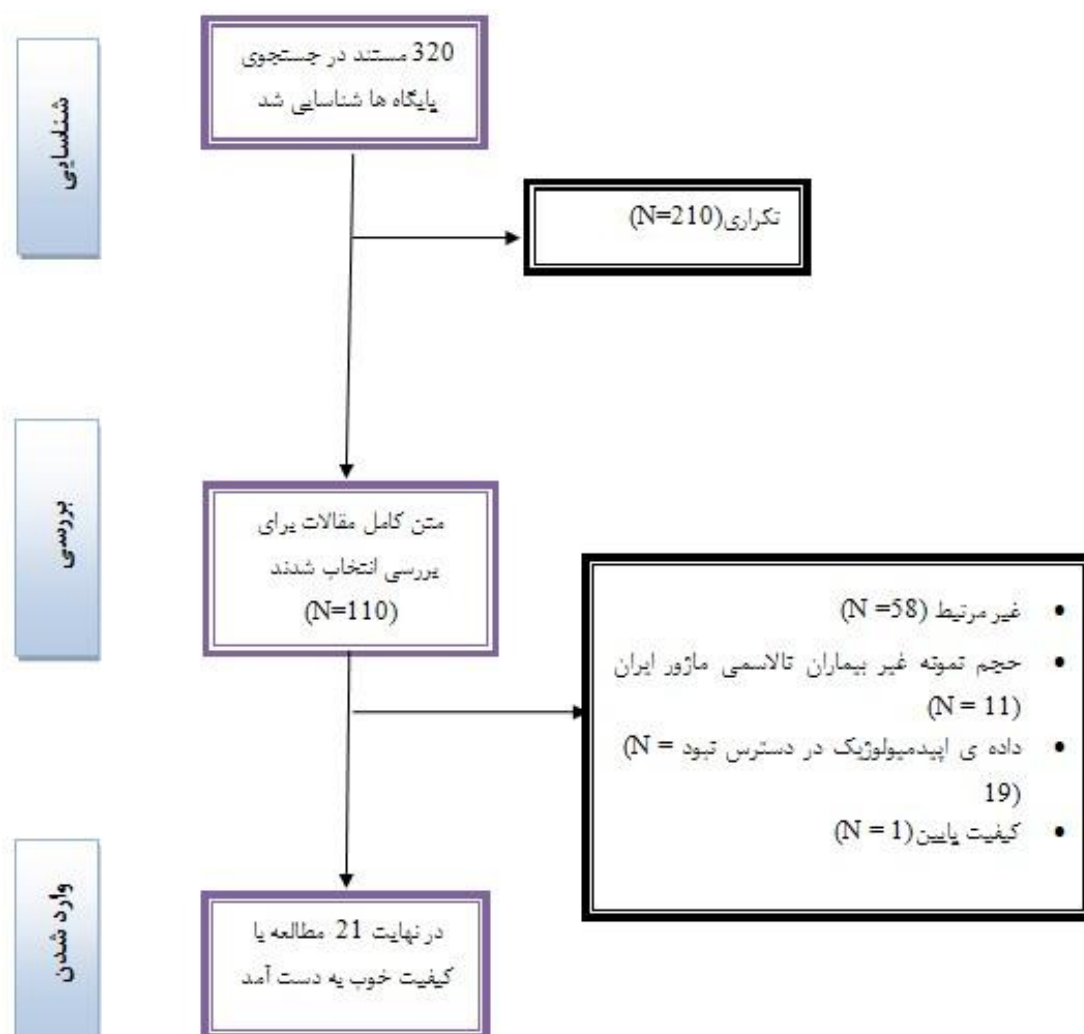 شناسایی
320 مستند در جستجوی
پایگاه ها شناسایی شد
تکراری(N=210)
بررسی
متن کامل مقالات برای
بررسی انتخاب شدند
(N=110)
• غیر مرتبط (N =58)
• حجم نمونه غیر بیماران تالاسمی ماژور ایران
(N = 11)
• داده ی اپیدمیولوژیک در دسترس نبود (N =
19)
• کیفیت پایین(N = 1)
وارد شدن
در نهایت 21 مطالعه با
کیفیت خوب به دست آمد